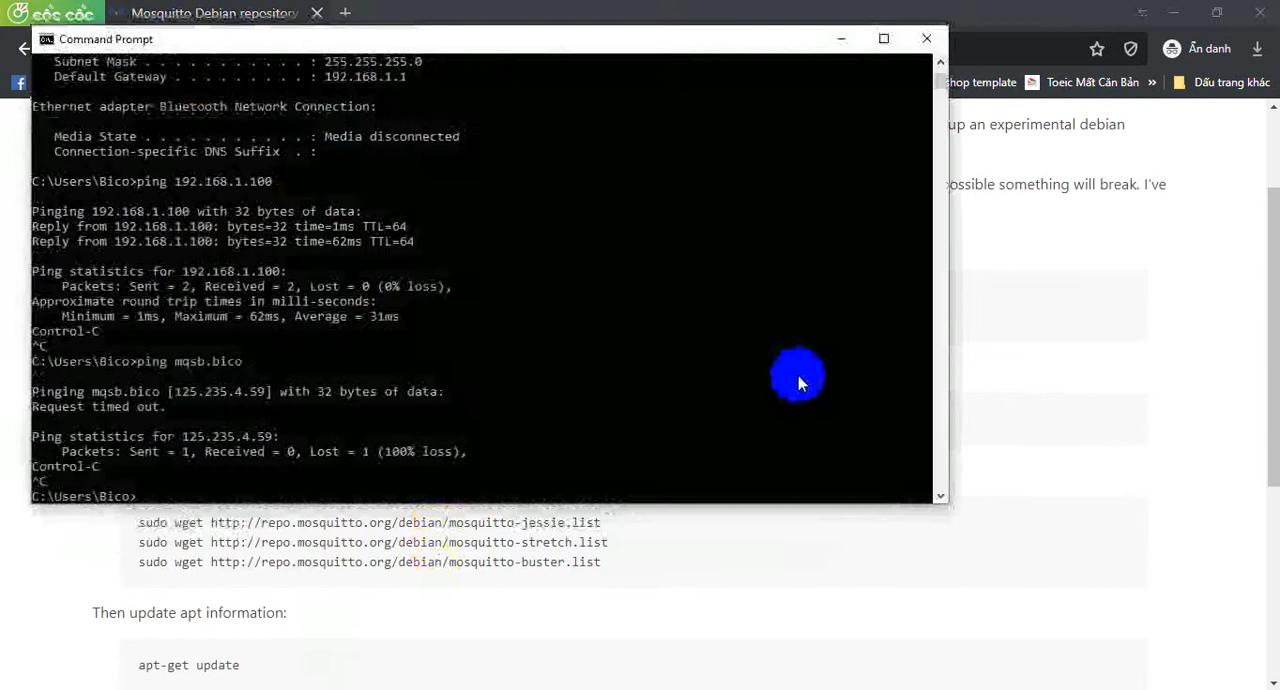 cốc cốc
Mosquitto Debian repository
Command Prompt
Ẩn danh
hop template
Toeic Mất Căn Bản
»
Dấu trang khác
Subnet Mask . . . . . . . . . . . : 255.255.255.0
Default Gateway . . . . . . . . . : 192.168.1.1
Ethernet adapter Bluetooth Network Connection:
Media State . . . . . . . . . . . : Media disconnected
Connection-specific DNS Suffix  . :
C:\Users\Bico>ping 192.168.1.100
Pinging 192.168.1.100 with 32 bytes of data:
Reply from 192.168.1.100: bytes=32 time=1ms TTL=64
Reply from 192.168.1.100: bytes=32 time=62ms TTL=64
Ping statistics for 192.168.1.100:
Packets: Sent = 2, Received = 2, Lost = 0 (0% loss),
Approximate round trip times in milli-seconds:
Minimum = 1ms, Maximum = 62ms, Average = 31ms
Control-C
^C
C:\Users\Bico>ping mqsb.bico
Pinging mqsb.bico [125.235.4.59] with 32 bytes of data:
Request timed out.
Ping statistics for 125.235.4.59:
Packets: Sent = 1, Received = 0, Lost = 1 (100% loss),
Control-C
^C
C:\Users\Bico>
up an experimental debian
ossible something will break. I've
sudo wget http://repo.mosquitto.org/debian/mosquitto-jessie.list
sudo wget http://repo.mosquitto.org/debian/mosquitto-stretch.list
sudo wget http://repo.mosquitto.org/debian/mosquitto-buster.list
Then update apt information:
apt-get update